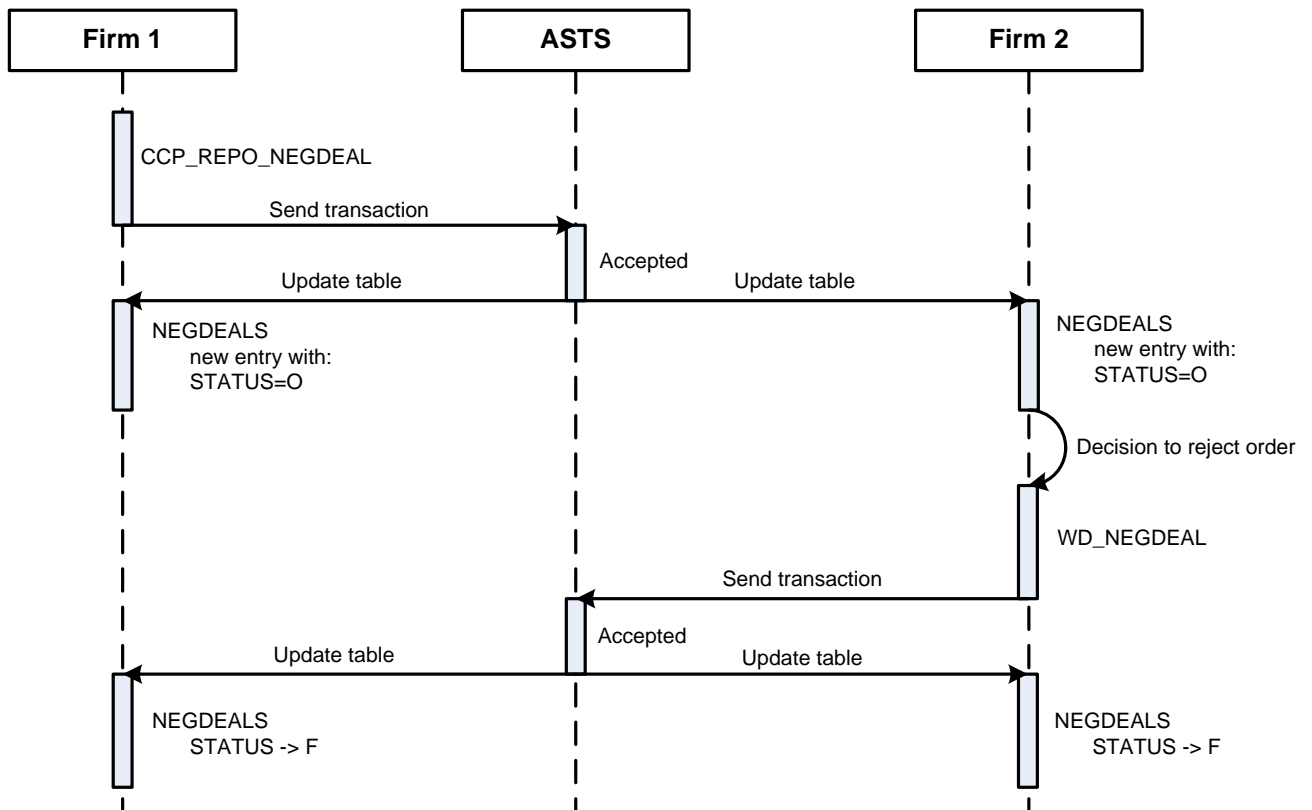 Firm 1
ASTS
Firm 2
CCP_REPO_NEGDEAL
Send transaction
Accepted
Update table
Update table
NEGDEALS
new entry with:
STATUS=O
NEGDEALS
new entry with:
STATUS=O
Decision to reject order
WD_NEGDEAL
Send transaction
Accepted
Update table
Update table
NEGDEALS
STATUS -> F
NEGDEALS
STATUS -> F